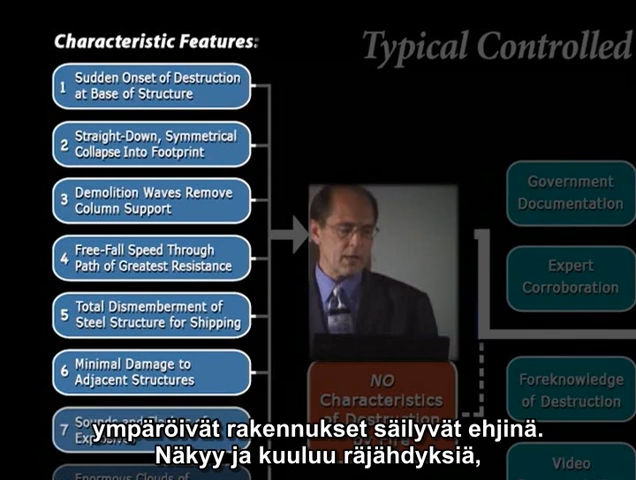 Characteristic Features:
Typical Controlled
1 Sudden Onset of Destruction
at Base of Structure
2 Straight-Down, Symmetrical
Collapse Into Footprint
3 Demolition Waves Remove
Column Support
4 Free-Fall Speed Through
Path of Greatest Resistance
5 Total Dismemberment of
Steel Structure for Shipping
6 Minimal Damage to
Adjacent Structures
7 Sounds and
Enormous Clouds of
NO
Characteristics
of Destruction
Government
Documentation
Expert
Corroboration
Foreknowledge
of Destruction
Video
ympäröivät rakennukset säilyvät ehjinä.
Näkyy ja kuuluu räjähdyksiä,